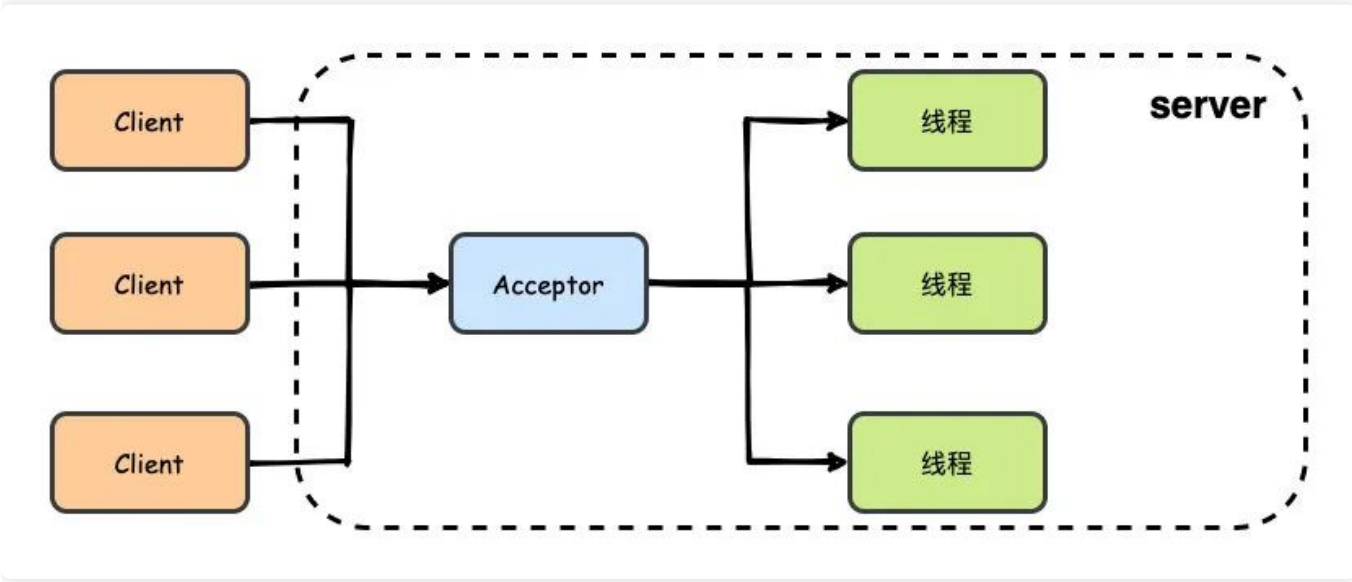 Client
线程
server
Client
Acceptor
线程
Client
线程